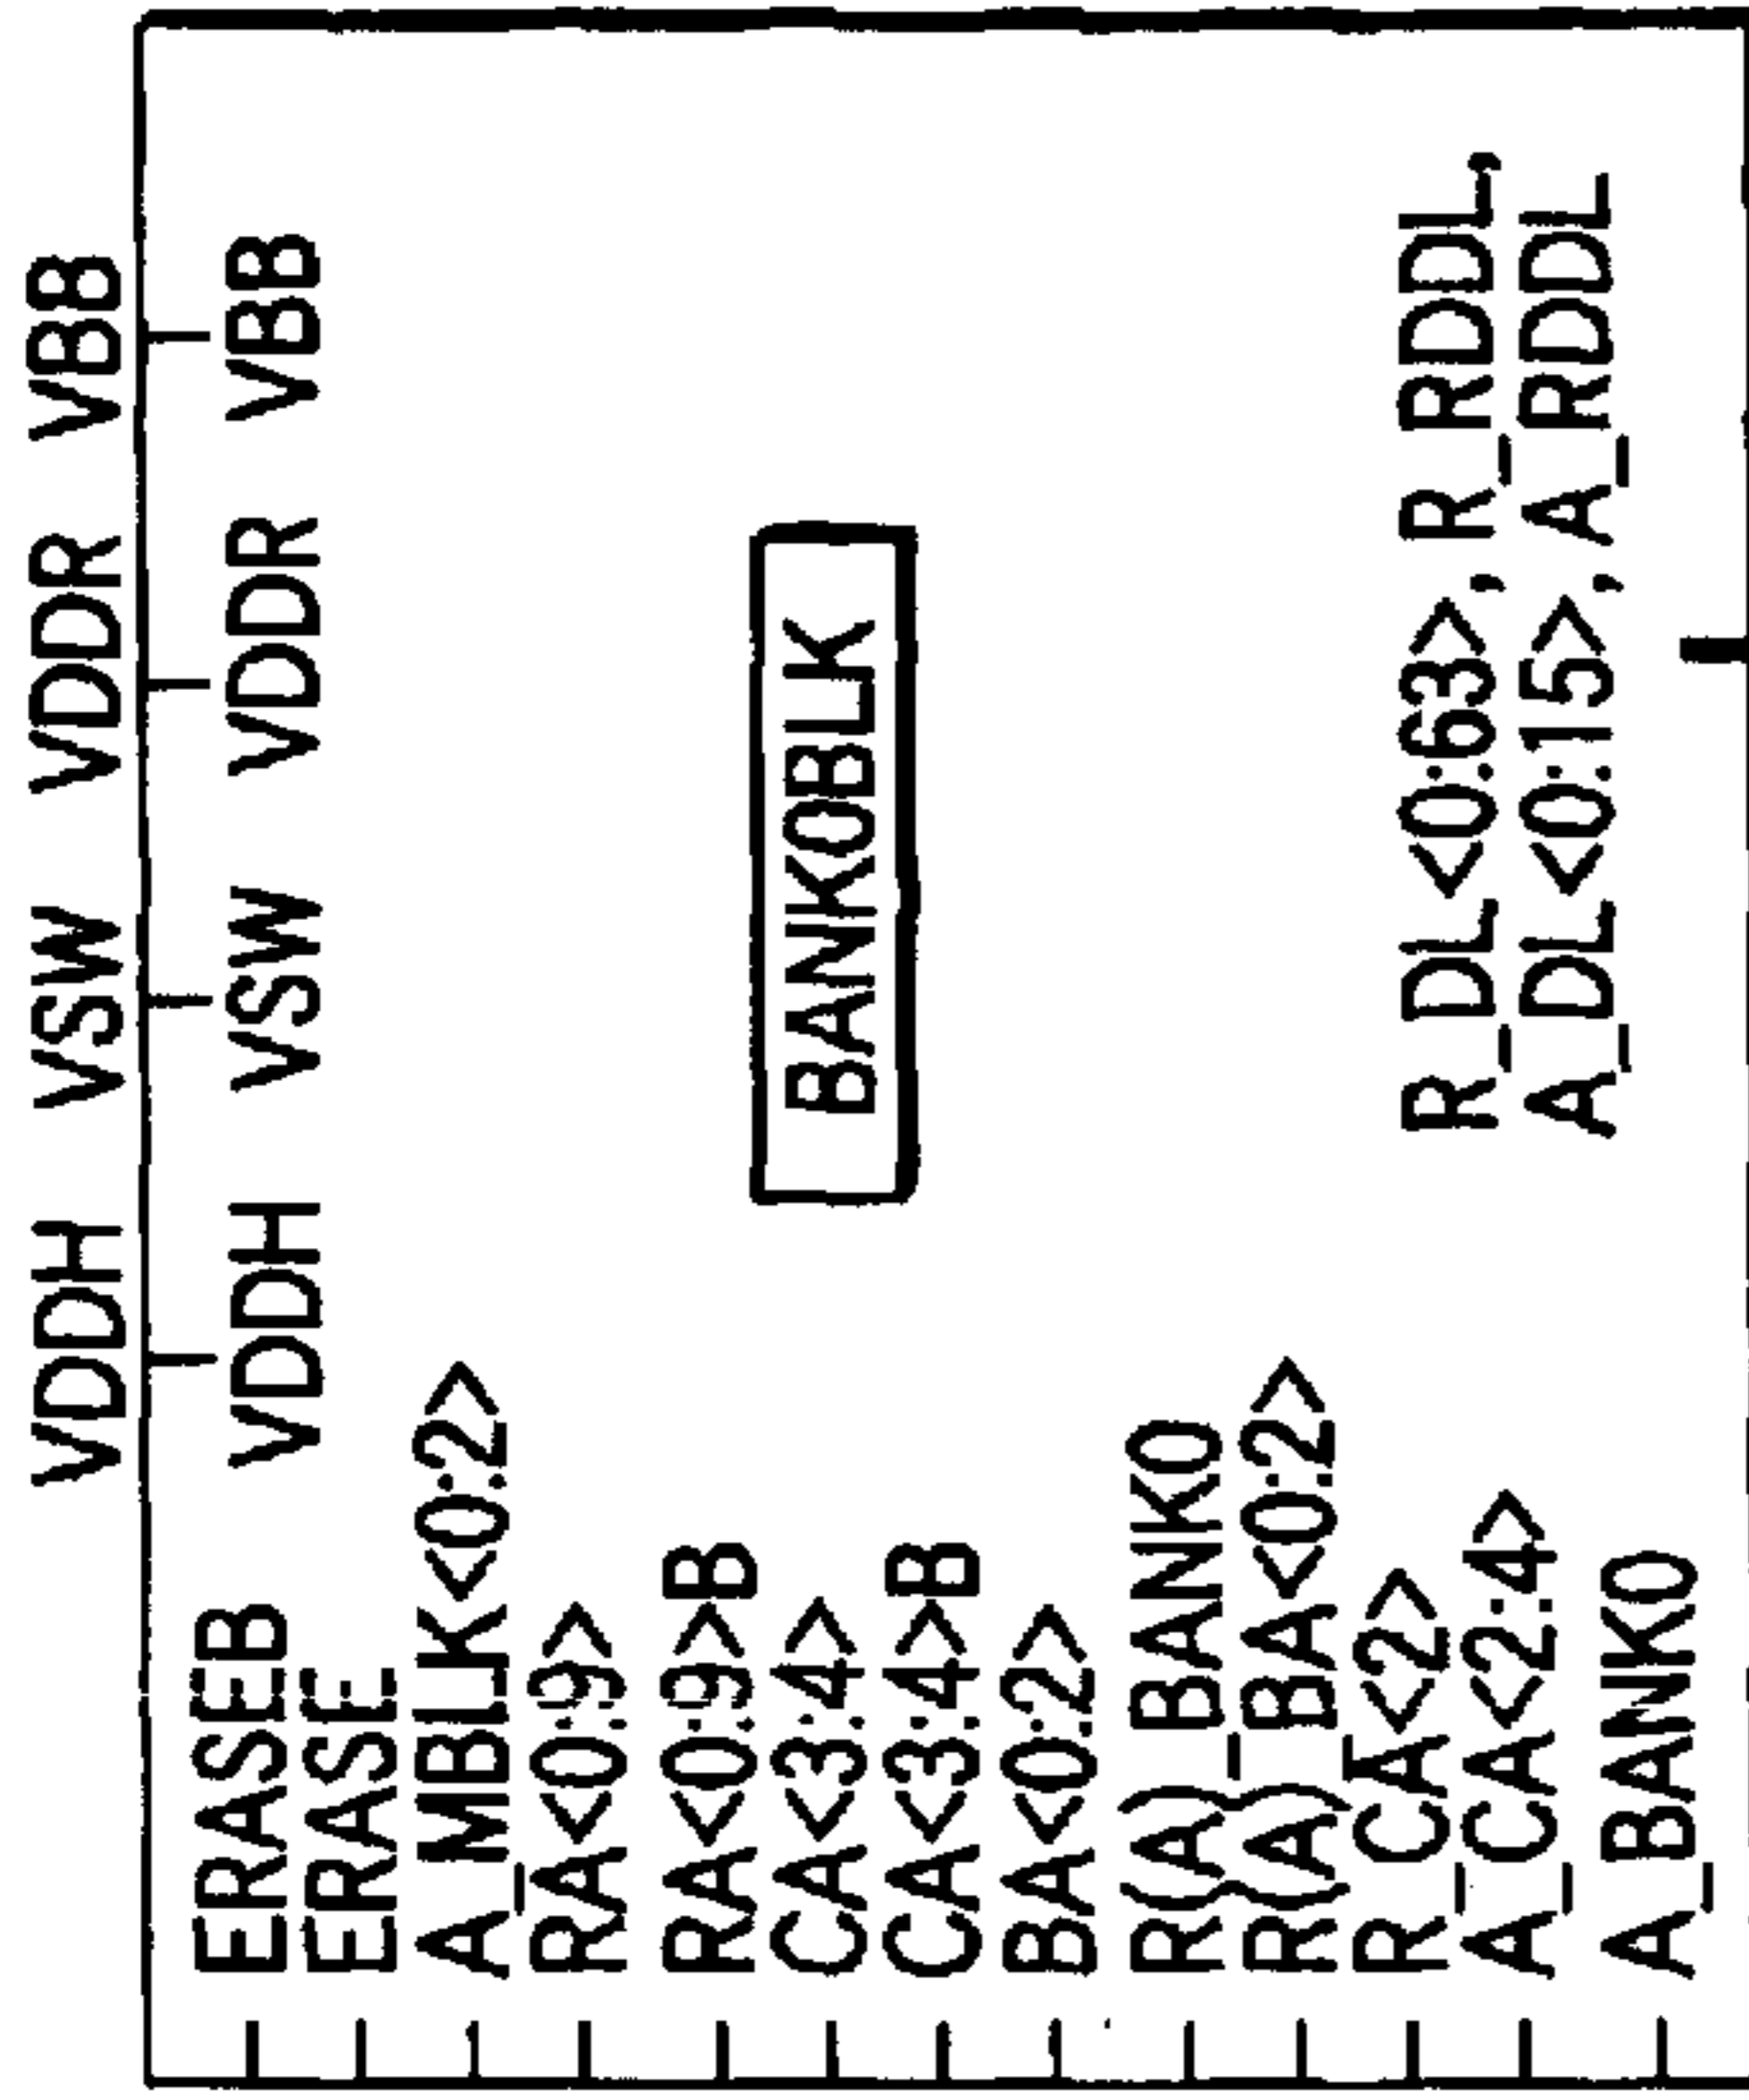 VDDH VSW VDDR VBB
VDDH VSW VDDR VBB
ERASEB
ERASE
A_MBLK<0:2>
RA<0:9>
RA<0:9>B
CA<3:4>
CA<3:4>B
BA<0:2>
R(A)_BANK0
R(A)_BA<0:2>
R_CA<2>
A_CA<2:4>
A_BANK0
BANK0BLK
R_DL<0:63>, R_RDDL,
A_DL<0:15>, A_RDDL